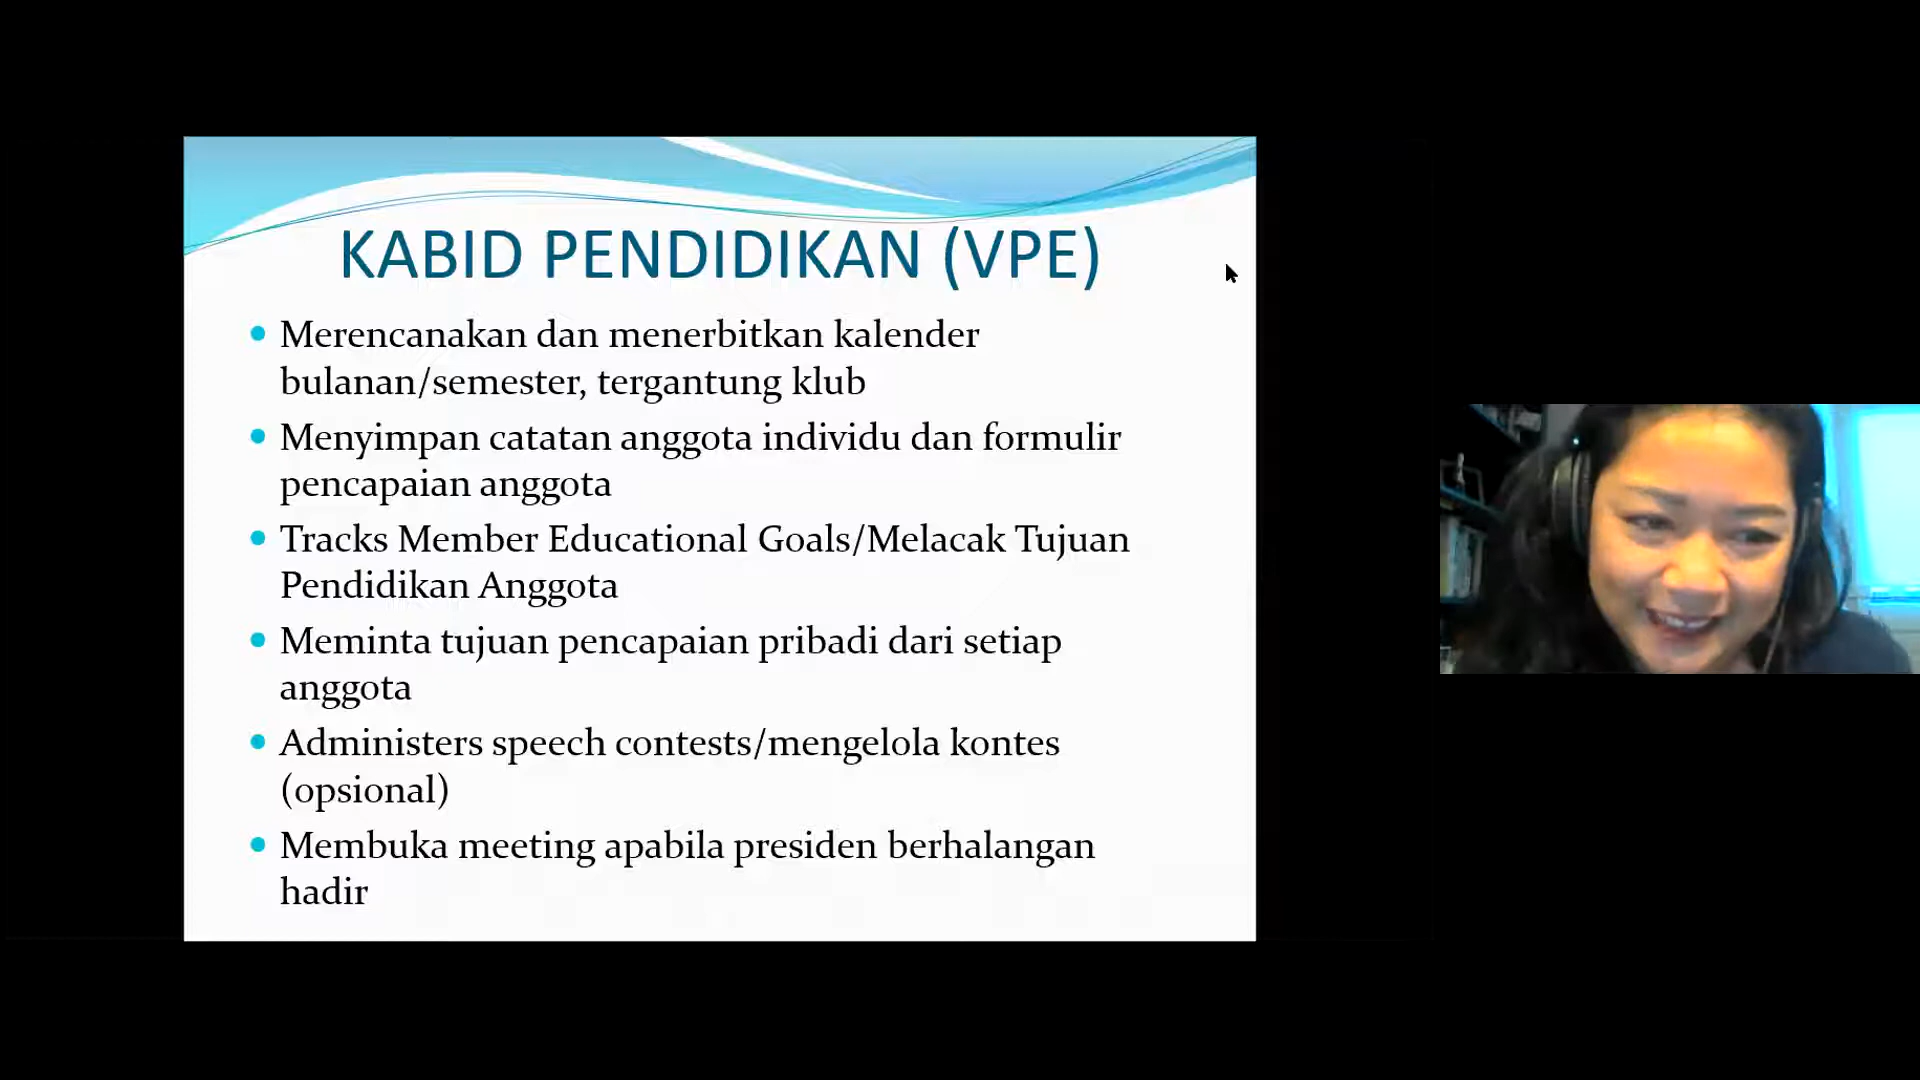 KABID PENDIDIKAN (VPE)
Merencanakan dan menerbitkan kalender
bulanan/semester, tergantung klub
Menyimpan catatan anggota individu dan formulir
pencapaian anggota
Tracks Member Educational Goals/Melacak Tujuan
Pendidikan Anggota
Meminta tujuan pencapaian pribadi dari setiap
anggota
Administers speech contests/mengelola kontes
(opsional)
Membuka meeting apabila presiden berhalangan
hadir